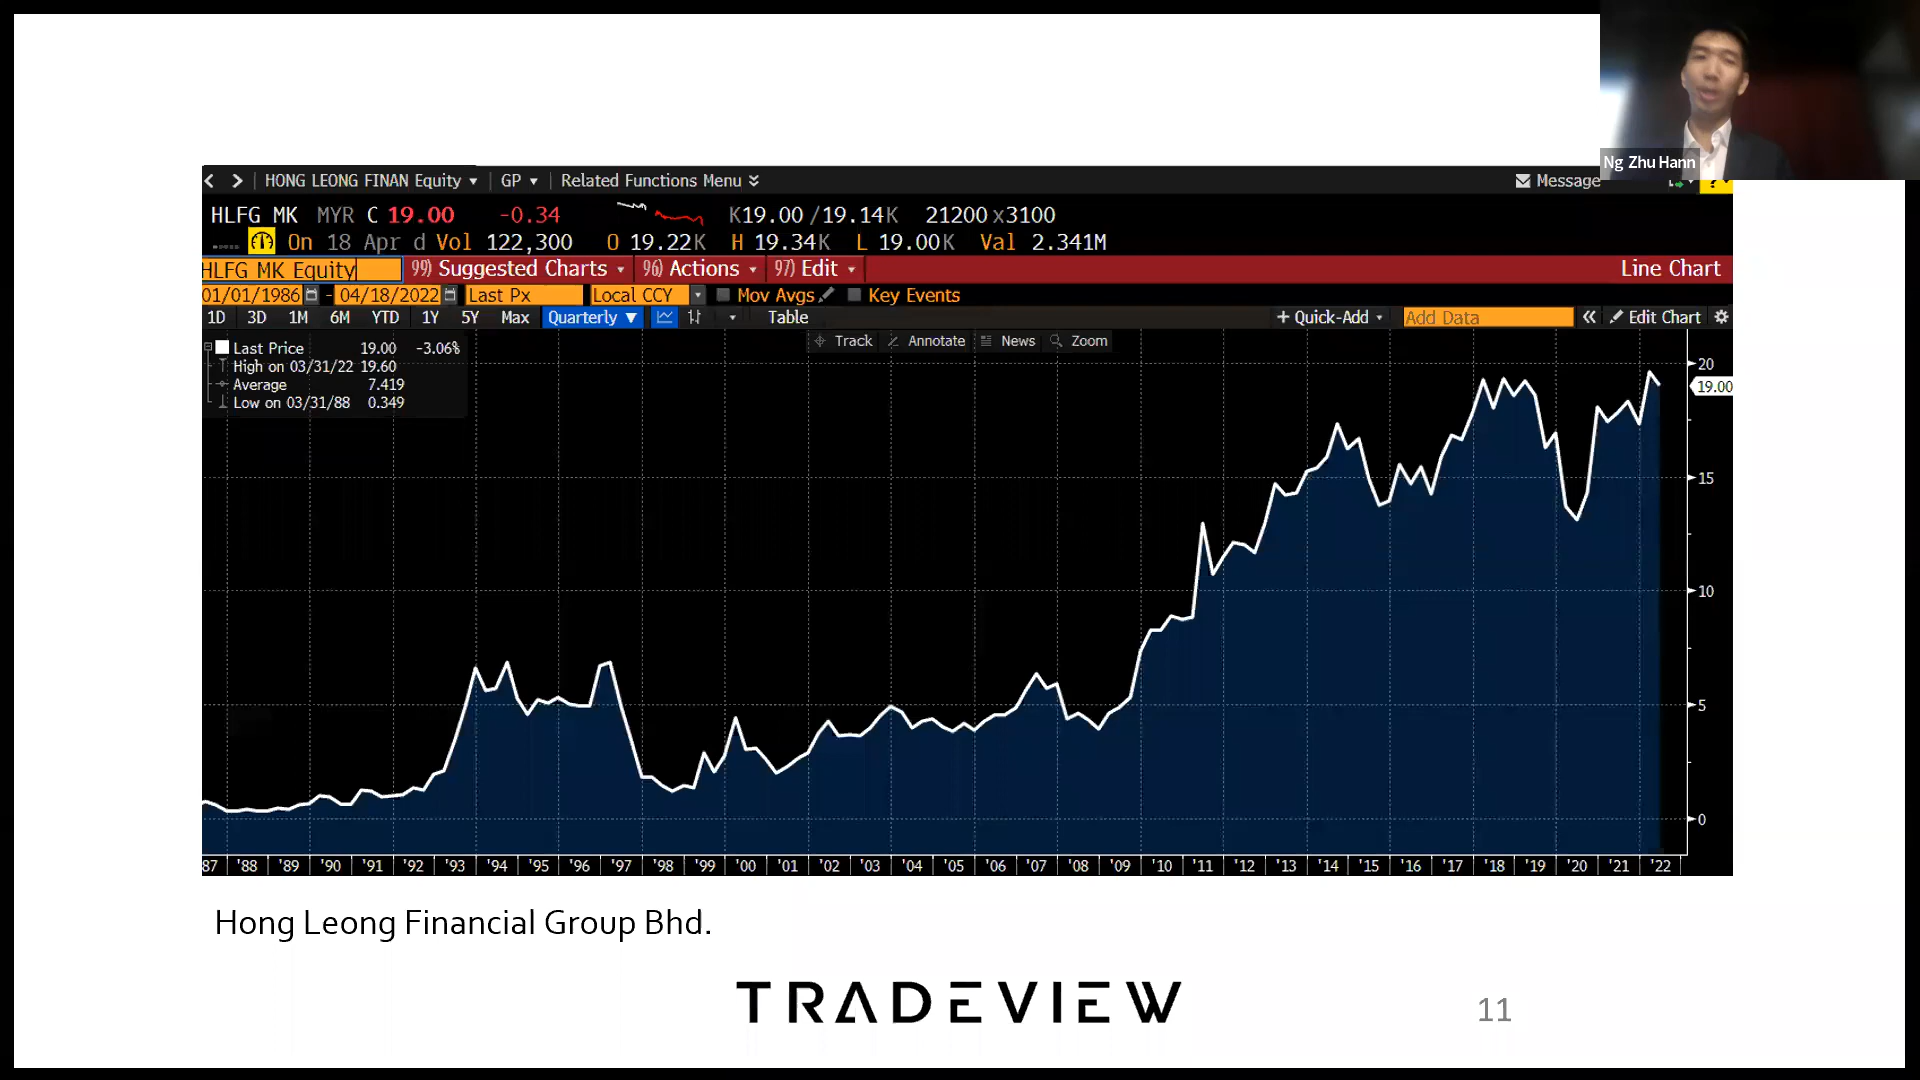 Ng Zhu Hann
HONG LEONG FINAN Equity GP Related Functions Menu Message
HLFG MK MYR C 19.00 -0.34 K19.00 /19.14K 21200 x3100
On 18 Apr d Vol 122,300 O 19.22K H 19.34K L 19.00K Val 2.341M
HLFG MK Equity 99) Suggested Charts 96) Actions 97) Edit Line Chart
01/01/1986 - 04/18/2022 Last Px Local CCY Mov Avgs Key Events
1D 3D 1M 6M YTD 1Y 5Y Max Quarterly ▼ Table + Quick-Add Add Data « Edit Chart
Track Annotate News Zoom
Last Price 19.00 -3.06%
High on 03/31/22 19.60
Average 7.419
Low on 03/31/88 0.349
20
19.00
15
10
5
0
87 '88 '89 '90 '91 '92 '93 '94 '95 '96 '97 '98 '99 '00 '01 '02 '03 '04 '05 '06 '07 '08 '09 '10 '11 '12 '13 '14 '15 '16 '17 '18 '19 '20 '21 '22
Hong Leong Financial Group Bhd.
TRADEVIEW
11